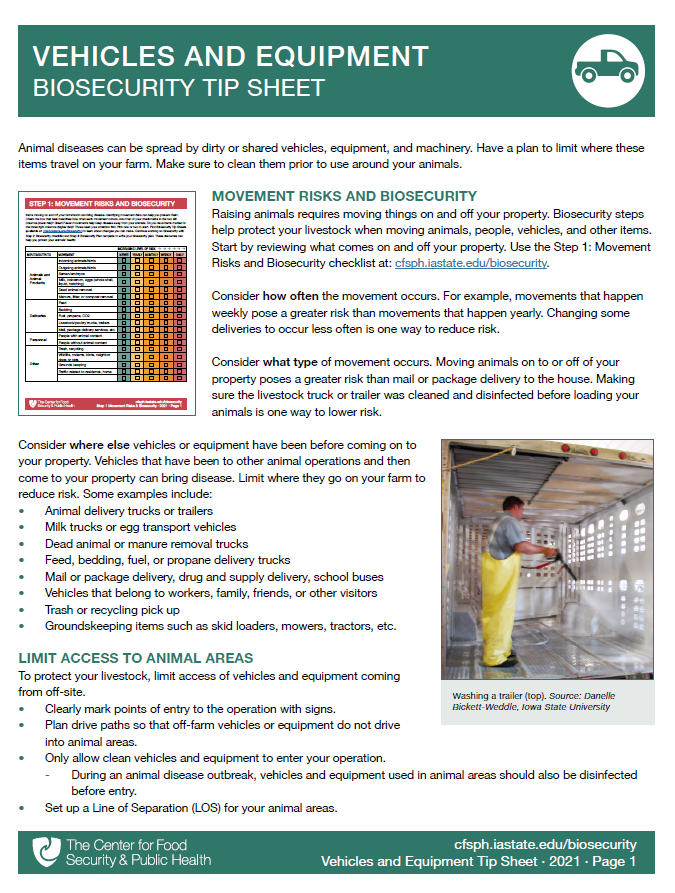 VEHICLES AND EQUIPMENT
BIOSECURITY TIP SHEET
Animal diseases can be spread by dirty or shared vehicles, equipment, and machinery. Have a plan to limit where these
items travel on your farm. Make sure to clean them prior to use around your animals.
STEP 1: MOVEMENT RISKS AND BIOSECURITY
MOVEMENT RISKS AND BIOSECURITY
Raising animals requires moving things on and off your property. Biosecurity steps
help protect your livestock when moving animals, people, vehicles, and other items.
Start by reviewing what comes on and off your property. Use the Step 1: Movement
Risks and Biosecurity checklist at: cfsph.iastate.edu/biosecurity.
Consider how often the movement occurs. For example, movements that happen
weekly pose a greater risk than movements that happen yearly. Changing some
deliveries to occur less often is one way to reduce risk.
Consider what type of movement occurs. Moving animals on to or off of your
property poses a greater risk than mail or package delivery to the house. Making
sure the livestock truck or trailer was cleaned and disinfected before loading your
animals is one way to lower risk.
Consider where else vehicles or equipment have been before coming on to
your property. Vehicles that have been to other animal operations and then
come to your property can bring disease. Limit where they go on your farm to
reduce risk. Some examples include:
• Animal delivery trucks or trailers
• Milk trucks or egg transport vehicles
• Dead animal or manure removal trucks
• Feed, bedding, fuel, or propane delivery trucks
• Mail or package delivery, drug and supply delivery, school buses
• Vehicles that belong to workers, family, friends, or other visitors
• Trash or recycling pick up
• Groundskeeping items such as skid loaders, mowers, tractors, etc.
Washing a trailer (top). Source: Danelle
Bickett-Weddle, Iowa State University
LIMIT ACCESS TO ANIMAL AREAS
To protect your livestock, limit access of vehicles and equipment coming
from off-site.
• Clearly mark points of entry to the operation with signs.
• Plan drive paths so that off-farm vehicles or equipment do not drive
into animal areas.
• Only allow clean vehicles and equipment to enter your operation.
- During an animal disease outbreak, vehicles and equipment used in animal areas should also be disinfected
before entry.
• Set up a Line of Separation (LOS) for your animal areas.
The Center for Food
Security & Public Health
cfsph.iastate.edu/biosecurity
Vehicles and Equipment Tip Sheet · 2021 · Page 1